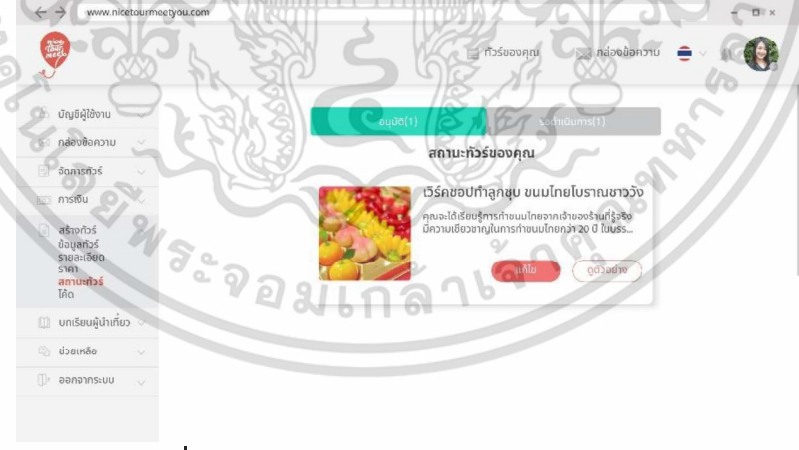 www.nicetourmeetyou.com
nice
tour
meet
ทัวร์ของคุณ
กล่องข้อความ
บัญชีผู้ใช้งาน
กล่องข้อความ
จัดการทัวร์
การเงิน
สร้างทัวร์
ข้อมูลทัวร์
รายละเอียด
ราคา
สถานะทัวร์
โค้ด
บทเรียนผู้นำเที่ยว
ช่วยเหลือ
ออกจากระบบ
อนุมัติ(1)
รอดำเนินการ(1)
สถานะทัวร์ของคุณ
เวิร์คชอปทำลูกชุบ ขนมไทยโบราณชาววัง
คุณจะได้เรียนรู้การทำขนมไทยจากเจ้าของร้านที่รู้จริง
มีความเชี่ยวชาญในการทำขนมไทยกว่า 20 ปี ในบรร...
แก้ไข
ดูตัวอย่าง